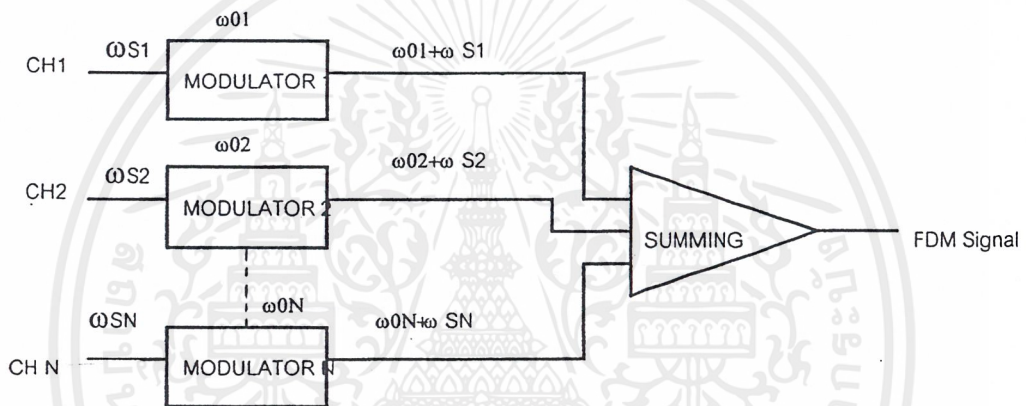 ω01
CH1 ωS1 MODULATOR 1 ω01+ω S1
ω02
CH2 ωS2 MODULATOR 2 ω02+ω S2
SUMMING FDM Signal
ω0N
ωSN ω0N+ω SN
CH N MODULATOR N